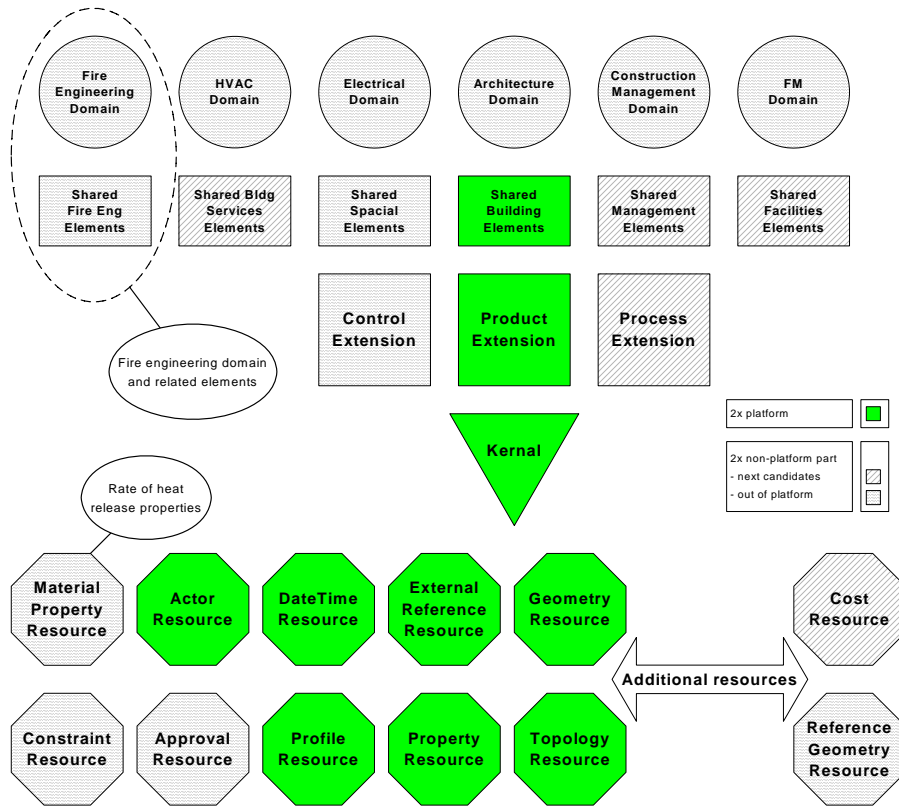 Fire
Engineering
Domain
HVAC
Domain
Electrical
Domain
Architecture
Domain
Construction
Management
Domain
FM
Domain
Shared
Fire Eng
Elements
Shared Bldg
Services
Elements
Shared
Spacial
Elements
Shared
Building
Elements
Shared
Management
Elements
Shared
Facilities
Elements
Control
Extension
Product
Extension
Process
Extension
Fire engineering domain
and related elements
2x platform
2x non-platform part
- next candidates
- out of platform
Kernal
Rate of heat
release properties
Material
Property
Resource
Actor
Resource
DateTime
Resource
External
Reference
Resource
Geometry
Resource
Cost
Resource
Additional resources
Constraint
Resource
Approval
Resource
Profile
Resource
Property
Resource
Topology
Resource
Reference
Geometry
Resource